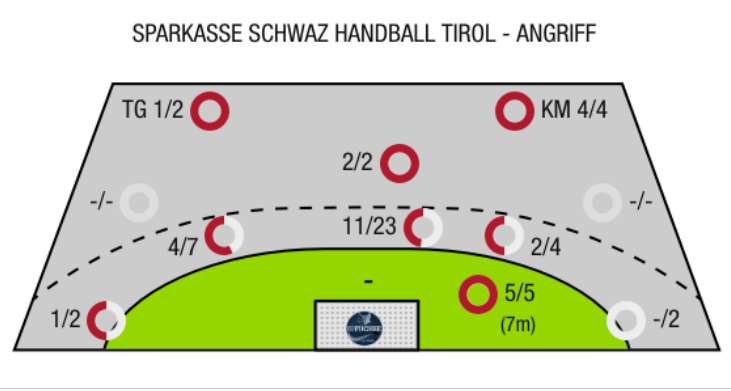 SPARKASSE SCHWAZ HANDBALL TIROL - ANGRIFF
TG 1/2
KM 4/4
2/2
-/-
-/-
4/7
11/23
2/4
-
5/5
(7m)
1/2
-/2